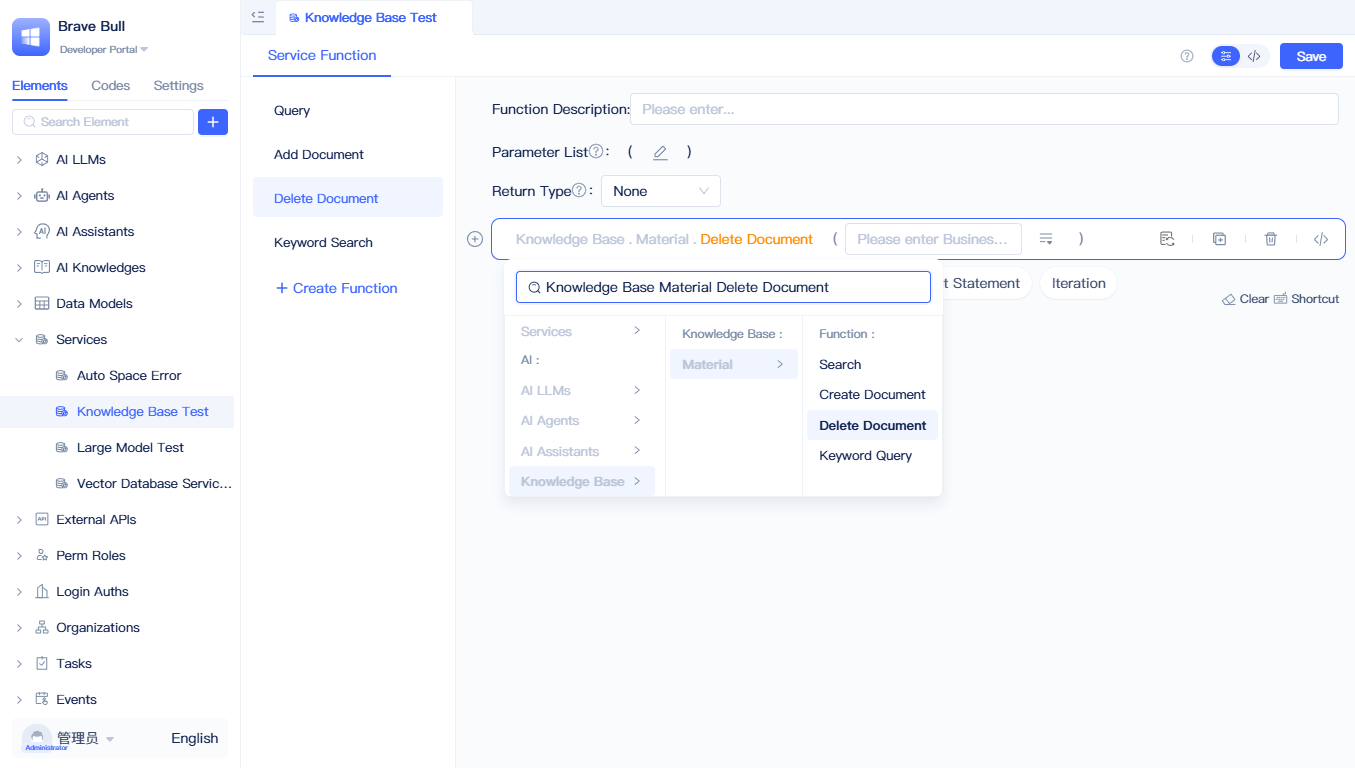 Brave Bull
Developer Portal
Elements
Codes
Settings
Search Element
AI LLMs
AI Agents
AI Assistants
AI Knowledges
Data Models
Services
Auto Space Error
Knowledge Base Test
Large Model Test
Vector Database Servic...
External APIs
Perm Roles
Login Auths
Organizations
Tasks
Events
管理员
Administrator
English
Knowledge Base Test
Service Function
Save
Query
Add Document
Delete Document
Keyword Search
Create Function
Function Description: Please enter...
Parameter List : ( )
Return Type : None
Knowledge Base . Material . Delete Document ( Please enter Busines... )
t Statement
Iteration
Clear
Shortcut
Knowledge Base Material Delete Document
Services
AI :
AI LLMs
AI Agents
AI Assistants
Knowledge Base
Knowledge Base :
Material
Function :
Search
Create Document
Delete Document
Keyword Query